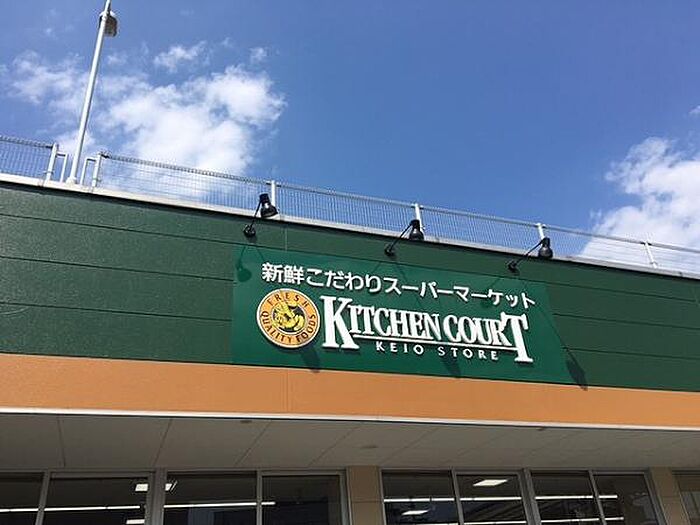 新鮮こだわりスーパーマーケット
FRESH
QUALITY FOODS
KITCHEN COURT
KEIO STORE